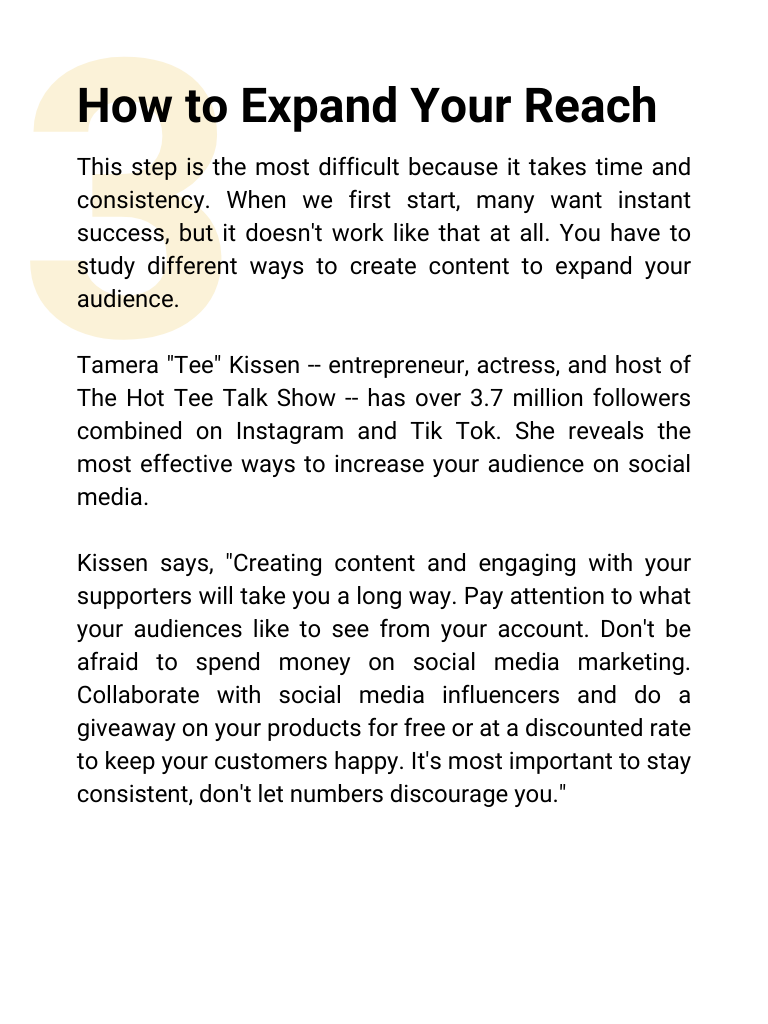 3
How to Expand Your Reach
This step is the most difficult because it takes time and
consistency. When we first start, many want instant
success, but it doesn't work like that at all. You have to
study different ways to create content to expand your
audience.
Tamera "Tee" Kissen -- entrepreneur, actress, and host of
The Hot Tee Talk Show -- has over 3.7 million followers
combined on Instagram and Tik Tok. She reveals the
most effective ways to increase your audience on social
media.
Kissen says, "Creating content and engaging with your
supporters will take you a long way. Pay attention to what
your audiences like to see from your account. Don't be
afraid to spend money on social media marketing.
Collaborate with social media influencers and do a
giveaway on your products for free or at a discounted rate
to keep your customers happy. It's most important to stay
consistent, don't let numbers discourage you."